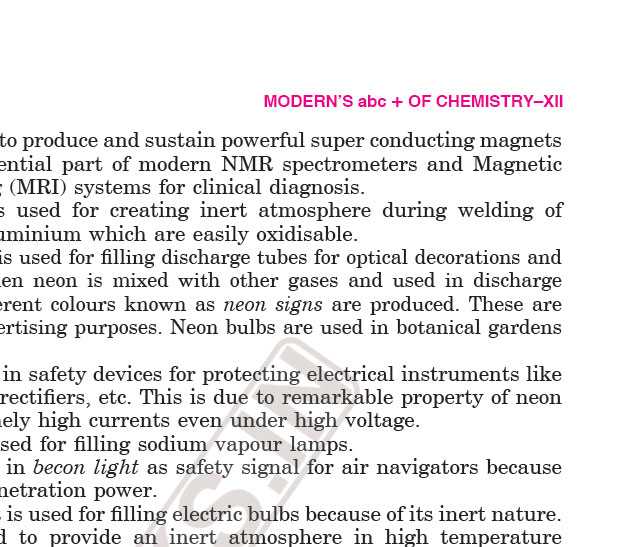 MODERN'S abc + OF CHEMISTRY–XII
to produce and sustain powerful super conducting magnets
ential part of modern NMR spectrometers and Magnetic
g (MRI) systems for clinical diagnosis.
s used for creating inert atmosphere during welding of
uminium which are easily oxidisable.
is used for filling discharge tubes for optical decorations and
en neon is mixed with other gases and used in discharge
erent colours known as neon signs are produced. These are
ertising purposes. Neon bulbs are used in botanical gardens
in safety devices for protecting electrical instruments like
rectifiers, etc. This is due to remarkable property of neon
ely high currents even under high voltage.
sed for filling sodium vapour lamps.
in becon light as safety signal for air navigators because
netration power.
t is used for filling electric bulbs because of its inert nature.
d to provide an inert atmosphere in high temperature
S.IN